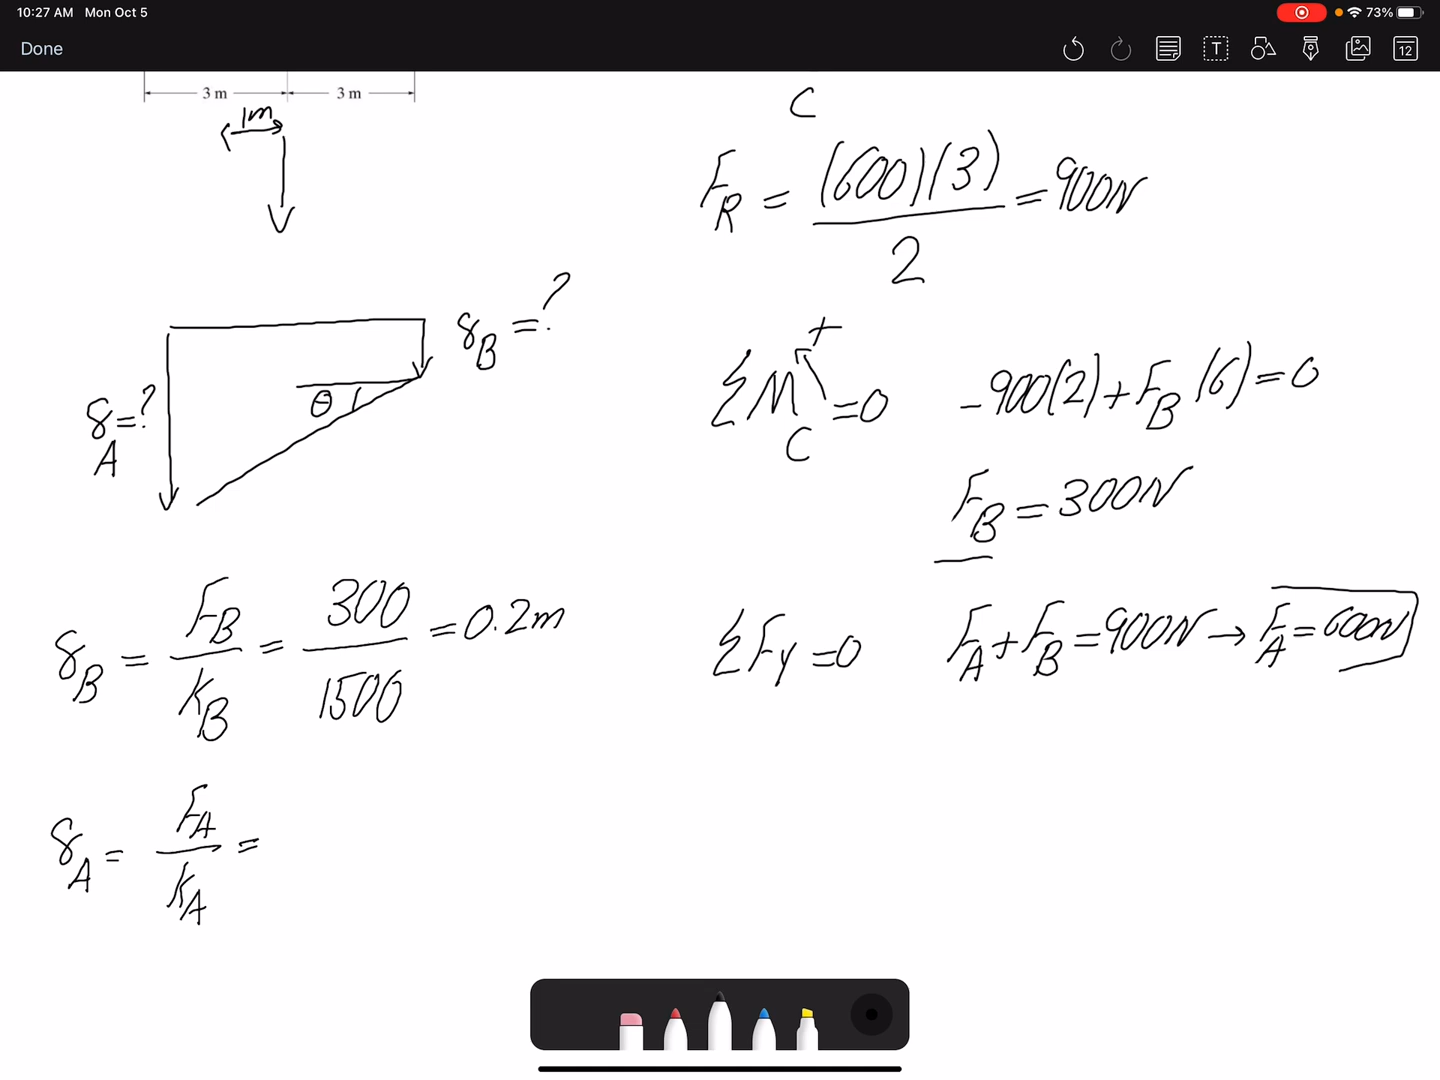 10:27 AM Mon Oct 5
73%
Done
T
12
3 m 3 m
1m
C
F_R = (600)(3) / 2 = 900N
δ_B = ?
δ_A = ?
θ
+
ΣM_C = 0 -900(2) + F_B (6) = 0
F_B = 300N
δ_B = F_B / K_B = 300 / 1500 = 0.2m
ΣFy = 0 F_A + F_B = 900N → F_A = 600N
δ_A = F_A / K_A =